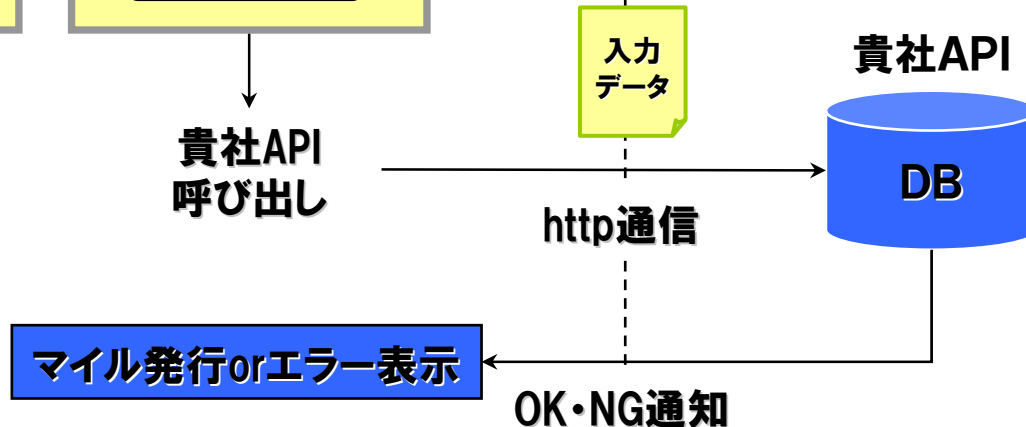 入力
データ
貴社API
貴社API
呼び出し
DB
http通信
マイル発行orエラー表示
OK・NG通知